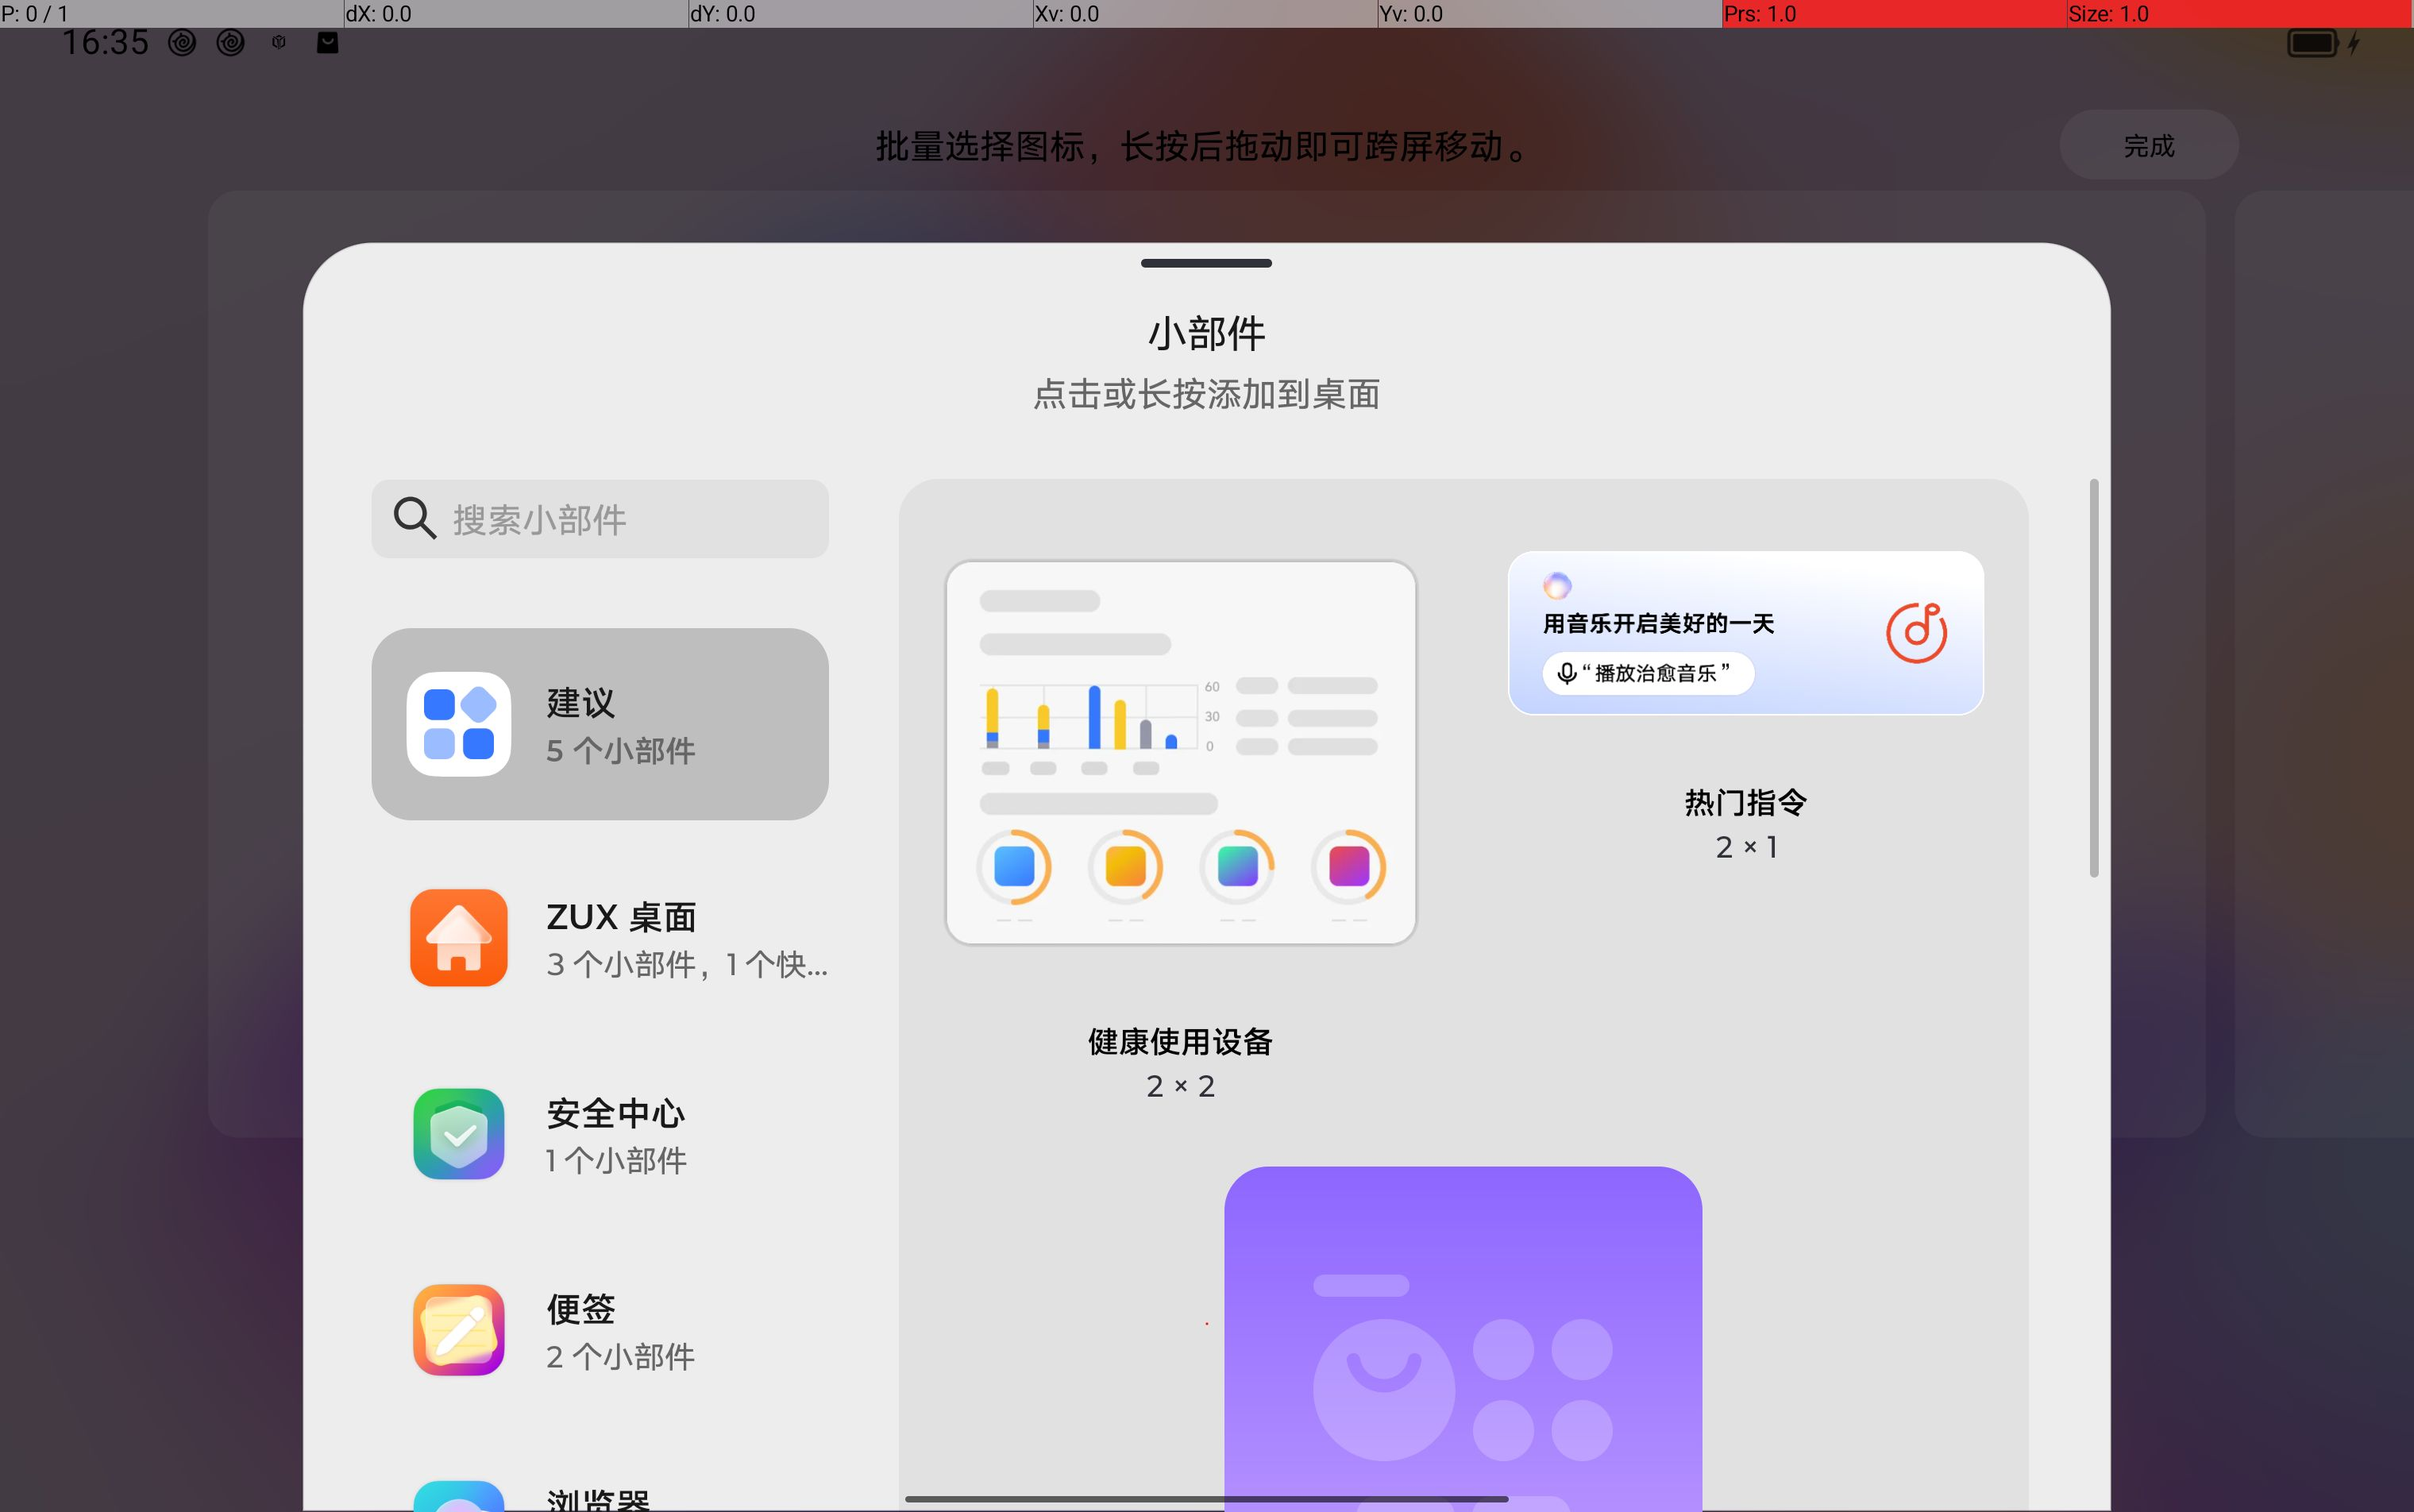 P: 0 / 1
dX: 0.0
dY: 0.0
Xv: 0.0
Yv: 0.0
Prs: 1.0
Size: 1.0
16:35
批量选择图标，长按后拖动即可跨屏移动。
完成
小部件
点击或长按添加到桌面
搜索小部件
建议
5 个小部件
ZUX 桌面
3 个小部件，1 个快...
安全中心
1 个小部件
便签
2 个小部件
浏览器
60
30
0
健康使用设备
2 × 2
用音乐开启美好的一天
“ 播放治愈音乐 ”
热门指令
2 × 1